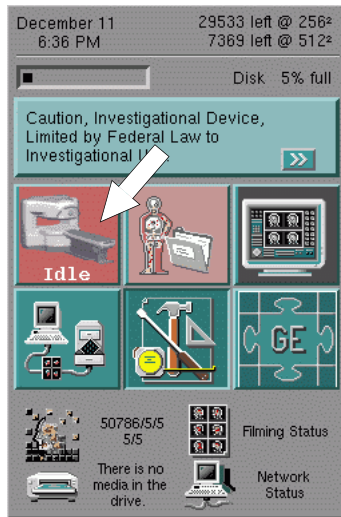 December 11
6:36 PM
29533 left @ 256²
7369 left @ 512²
Disk 5% full
Caution, Investigational Device,
Limited by Federal Law to
Investigational
>>
Idle
GE
50786/5/5
5/5
Filming Status
There is no
media in the
drive.
Network
Status